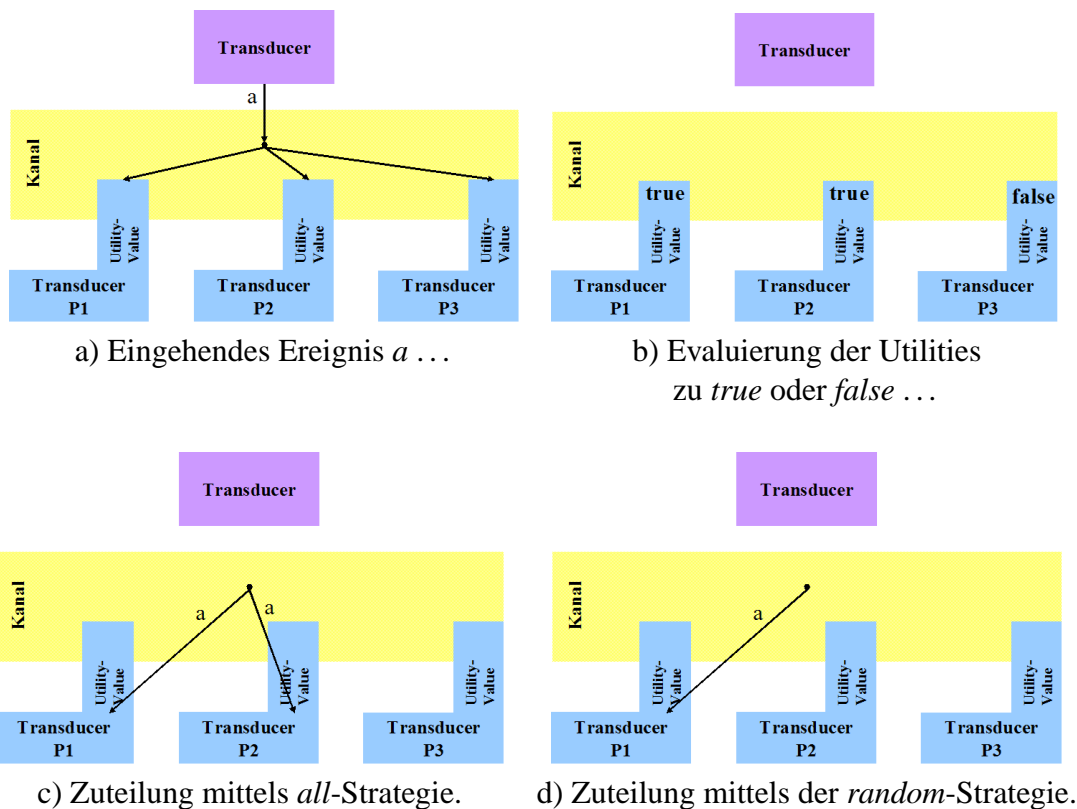 Transducer
a
Kanal
Utility-
Value
Utility-
Value
Utility-
Value
Transducer
P1
Transducer
P2
Transducer
P3
a) Eingehendes Ereignis a . . .
Transducer
Kanal
true
true
false
Utility-
Value
Utility-
Value
Utility-
Value
Transducer
P1
Transducer
P2
Transducer
P3
b) Evaluierung der Utilities
zu true oder false . . .
Transducer
Kanal
a
a
Utility-
Value
Utility-
Value
Utility-
Value
Transducer
P1
Transducer
P2
Transducer
P3
c) Zuteilung mittels all-Strategie.
Transducer
Kanal
a
Utility-
Value
Utility-
Value
Utility-
Value
Transducer
P1
Transducer
P2
Transducer
P3
d) Zuteilung mittels der random-Strategie.